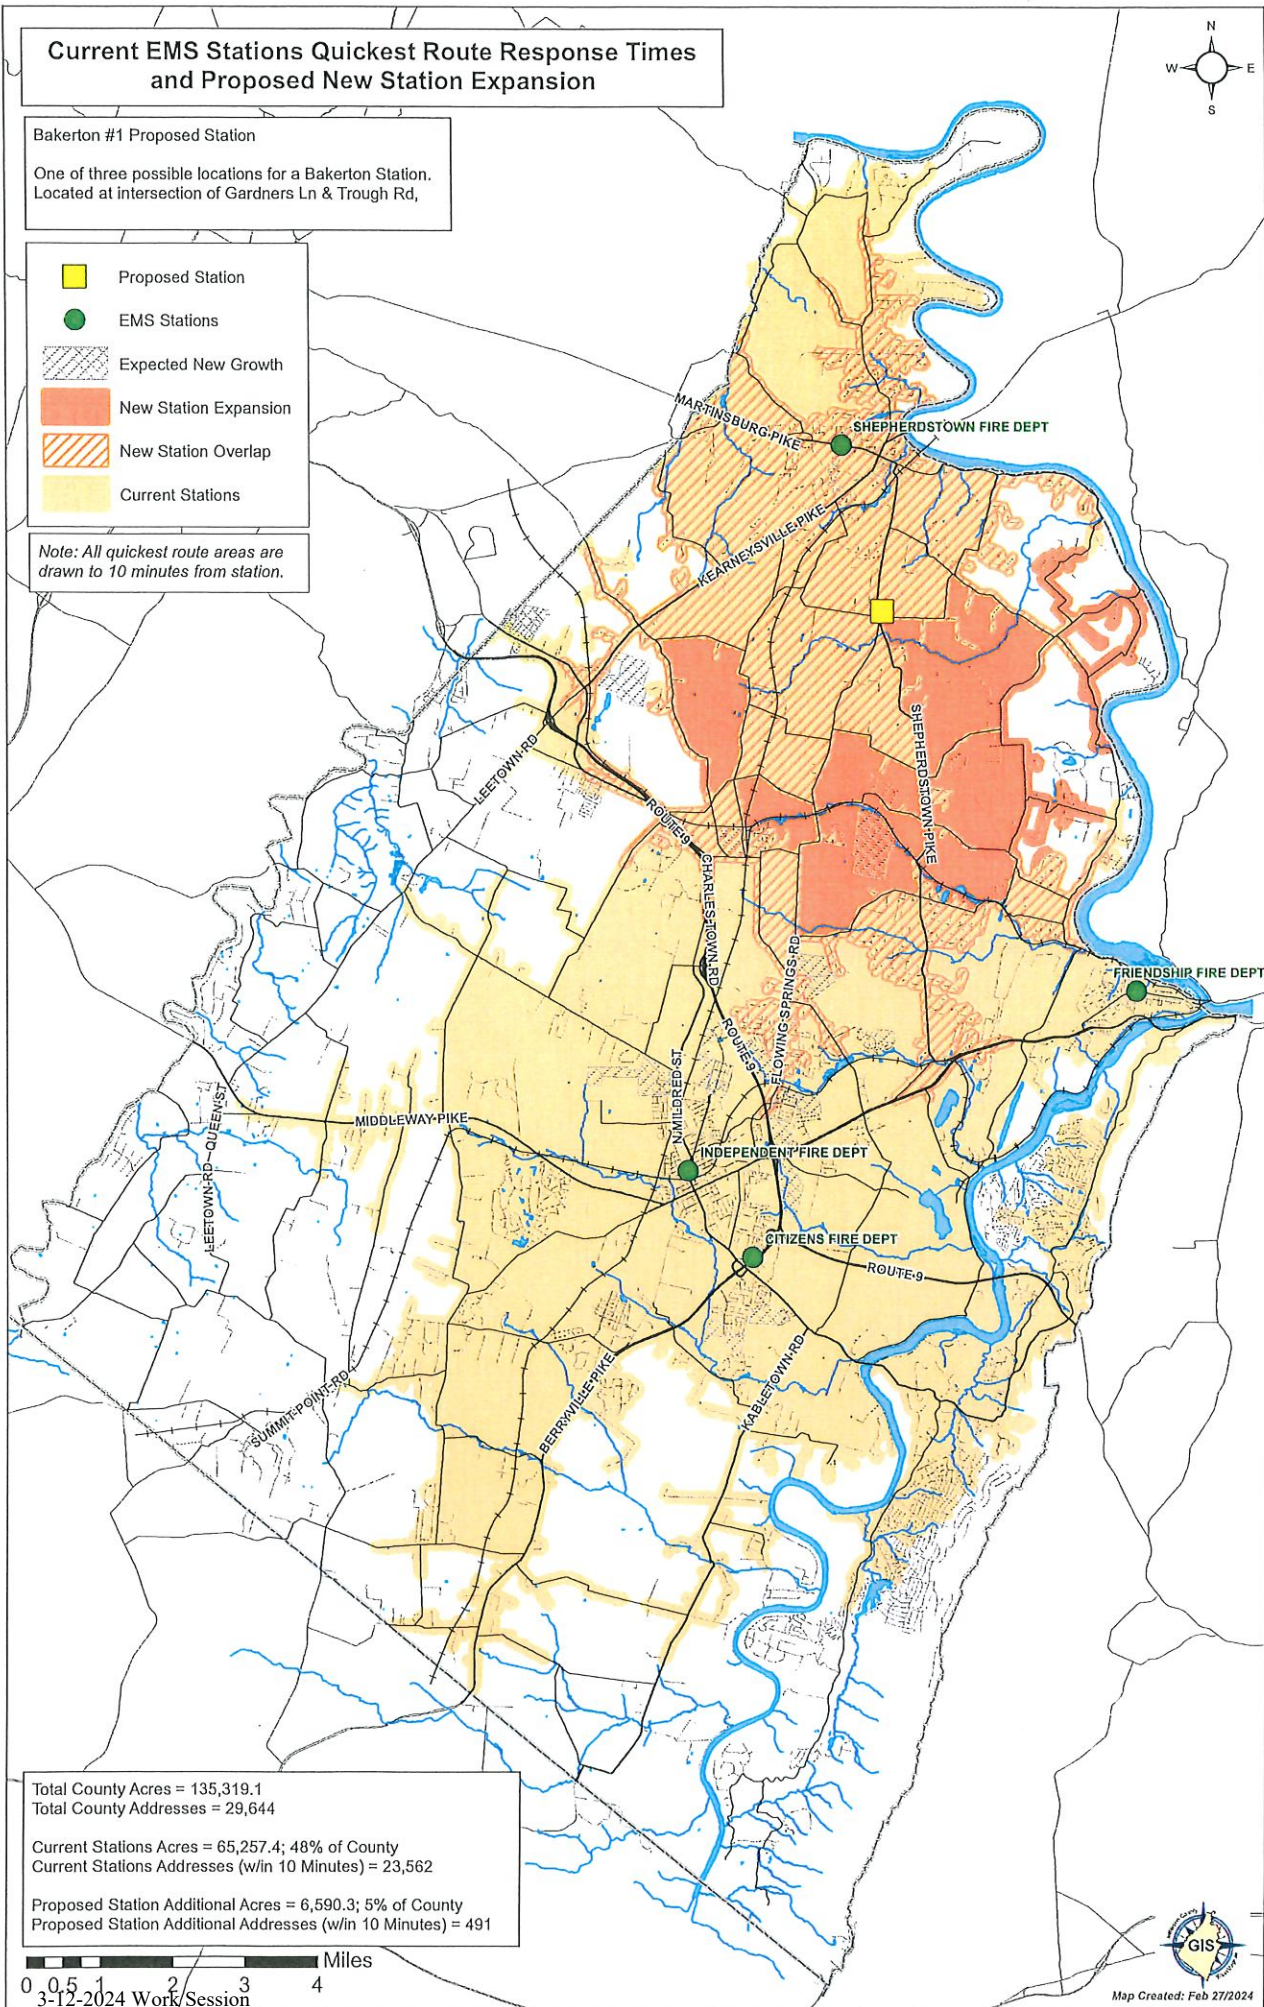 Current EMS Stations Quickest Route Response Times
and Proposed New Station Expansion
N
W
E
S
Bakerton #1 Proposed Station
One of three possible locations for a Bakerton Station.
Located at intersection of Gardners Ln & Trough Rd,
Proposed Station
EMS Stations
Expected New Growth
New Station Expansion
New Station Overlap
Current Stations
Note: All quickest route areas are
drawn to 10 minutes from station.
MARTINSBURG PIKE
SHEPHERDSTOWN FIRE DEPT
KEARNEYSVILLE PIKE
SHEPHERDSTOWN PIKE
LEETOWN RD
ROUTE 9
CHARLES TOWN RD
FLOWING SPRINGS RD
FRIENDSHIP FIRE DEPT
ROUTE 9
N MILDRED ST
LEETOWN RD
QUEEN ST
MIDDLEWAY PIKE
INDEPENDENT FIRE DEPT
CITIZENS FIRE DEPT
ROUTE 9
SUMMIT POINT RD
BERRYVILLE PIKE
KABLETOWN RD
Total County Acres = 135,319.1
Total County Addresses = 29,644
Current Stations Acres = 65,257.4; 48% of County
Current Stations Addresses (w/in 10 Minutes) = 23,562
Proposed Station Additional Acres = 6,590.3; 5% of County
Proposed Station Additional Addresses (w/in 10 Minutes) = 491
Miles
0 0.5 1 2 3 4
3-12-2024 Work Session
GIS
Map Created: Feb 27/2024